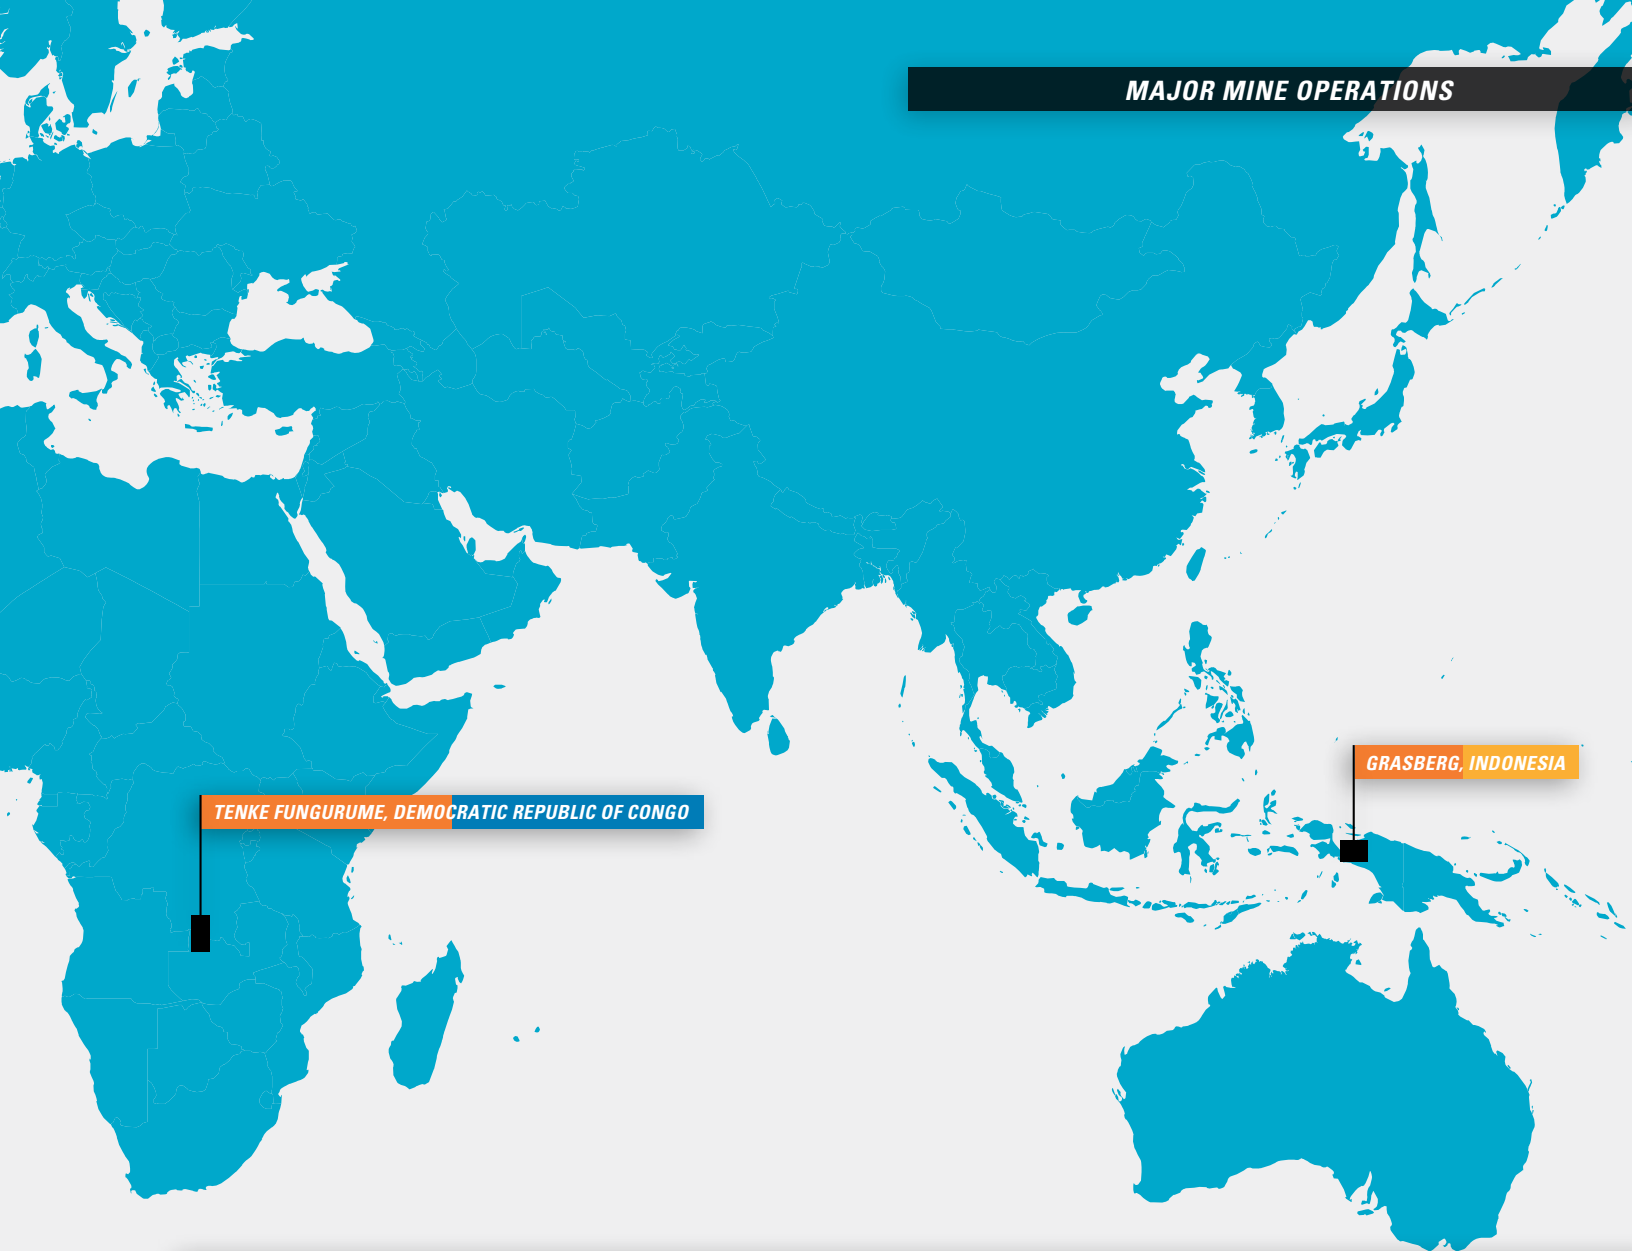 MAJOR MINE OPERATIONS
GRASBERG, INDONESIA
TENKE FUNGURUME, DEMOCRATIC REPUBLIC OF CONGO